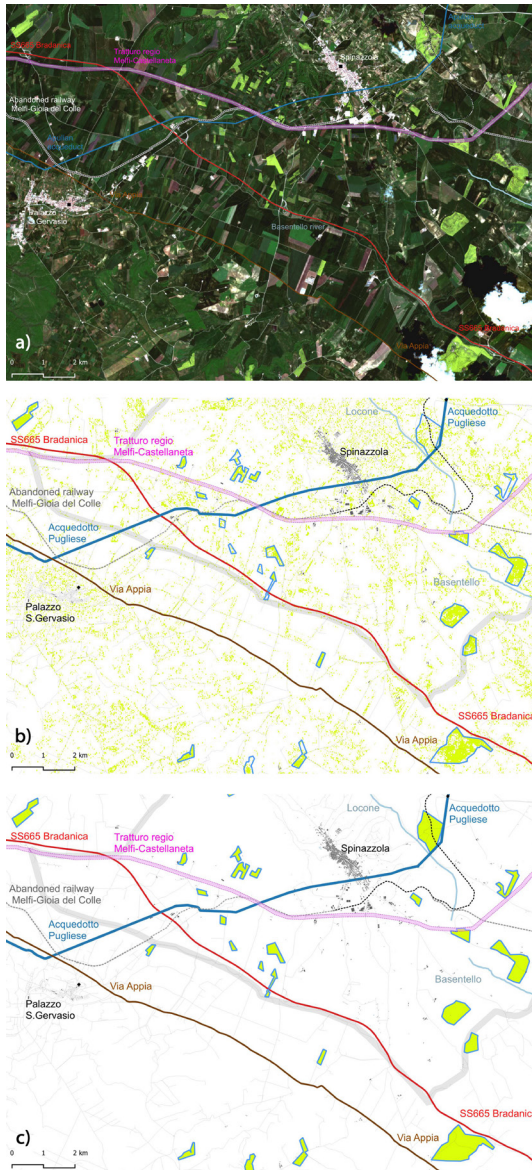 SS665 Bradanica
Tratturo regio
Melfi-Castellaneta
Spinazzola
Abandoned railway
Melfi-Gioia del Colle
Palazzo
S.Gervasio
Basentello river
SS665 Bradanica
Via Appia
a)
0 1 2 km
Locone
Acquedotto
Pugliese
SS665 Bradanica
Tratturo regio
Melfi-Castellaneta
Spinazzola
Abandoned railway
Melfi-Gioia del Colle
Acquedotto
Pugliese
Via Appia
Basentello
Palazzo
S.Gervasio
SS665 Bradanica
Via Appia
b)
0 1 2 km
Locone
Acquedotto
Pugliese
SS665 Bradanica
Tratturo regio
Melfi-Castellaneta
Spinazzola
Abandoned railway
Melfi-Gioia del Colle
Acquedotto
Pugliese
Via Appia
Basentello
Palazzo
S.Gervasio
SS665 Bradanica
Via Appia
c)
0 1 2 km